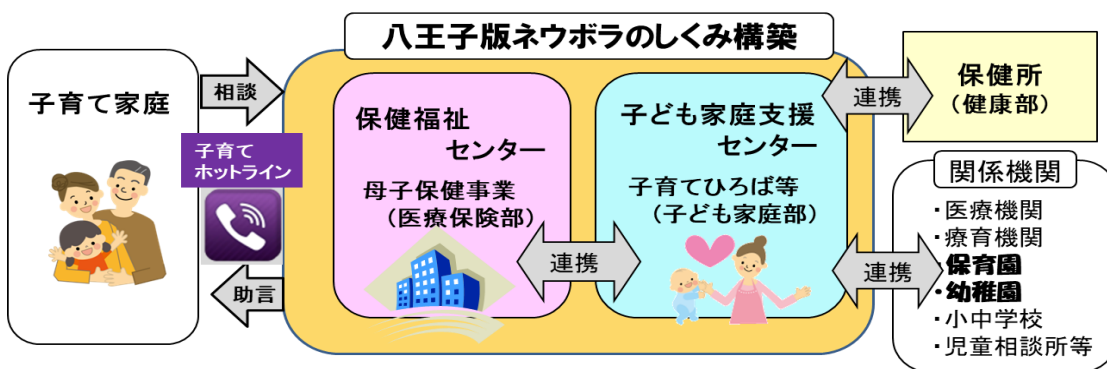 八王子版ネウボラのしくみ構築
子育て家庭
相談
子育て
ホットライン
助言
保健福祉
センター
母子保健事業
（医療保険部）
連携
子ども家庭支援
センター
子育てひろば等
（子ども家庭部）
連携
保健所
（健康部）
連携
関係機関
・医療機関
・療育機関
・保育園
・幼稚園
・小中学校
・児童相談所等